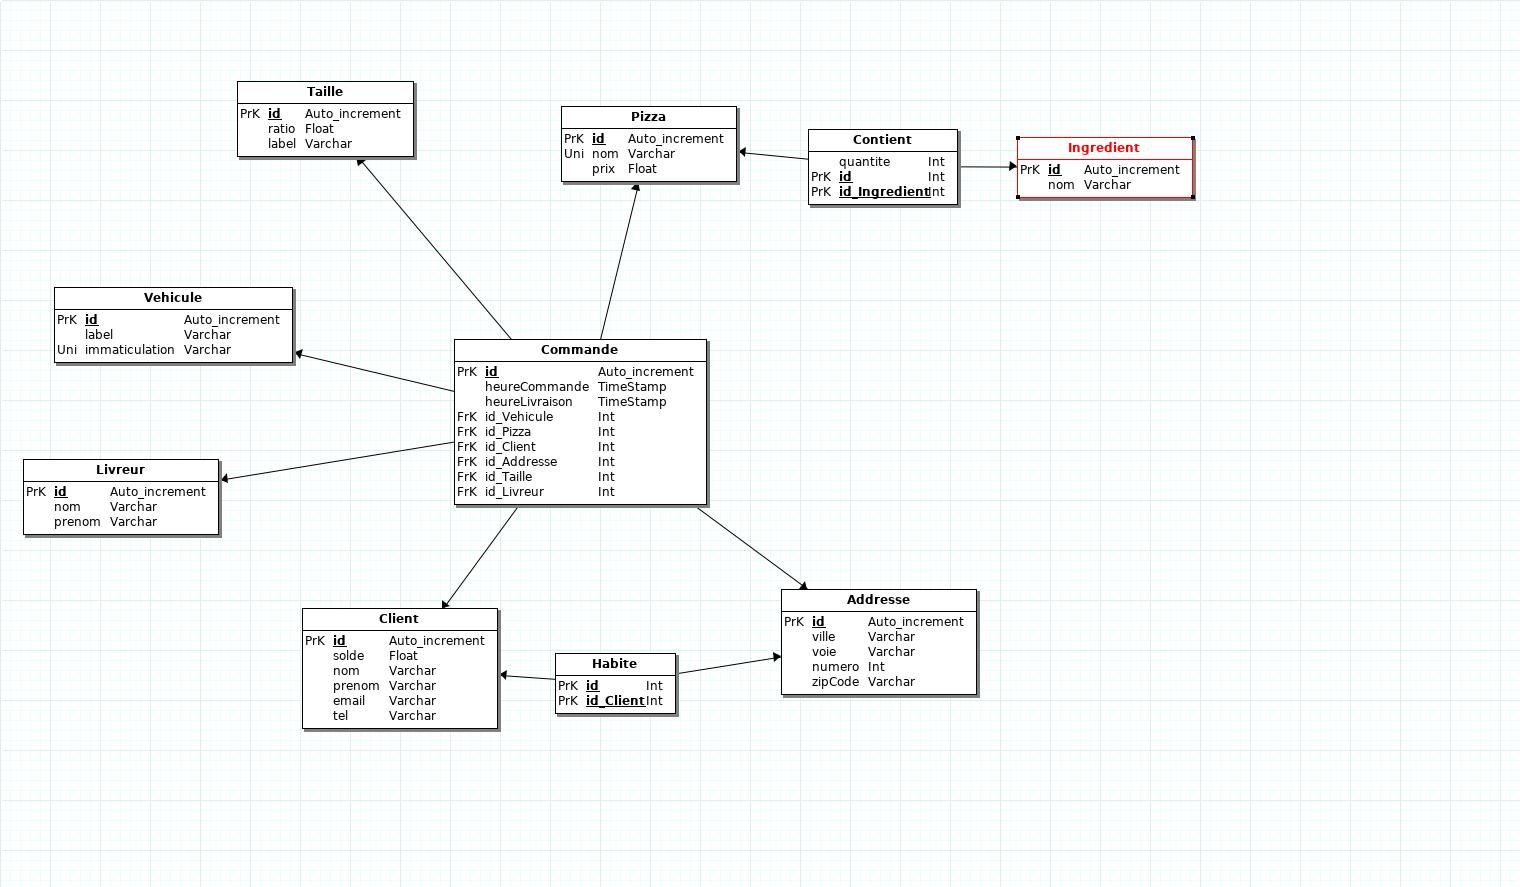 Taille
PrK id Auto_increment
ratio Float
label Varchar
Pizza
PrK id Auto_increment
Uni nom Varchar
prix Float
Contient
quantite Int
PrK id Int
PrK id_Ingredient Int
Ingredient
PrK id Auto_increment
nom Varchar
Vehicule
PrK id Auto_increment
label Varchar
Uni immaticulation Varchar
Commande
PrK id Auto_increment
heureCommande TimeStamp
heureLivraison TimeStamp
FrK id_Vehicule Int
FrK id_Pizza Int
FrK id_Client Int
FrK id_Addresse Int
FrK id_Taille Int
FrK id_Livreur Int
Livreur
PrK id Auto_increment
nom Varchar
prenom Varchar
Client
PrK id Auto_increment
solde Float
nom Varchar
prenom Varchar
email Varchar
tel Varchar
Habite
PrK id Int
PrK id_Client Int
Addresse
PrK id Auto_increment
ville Varchar
voie Varchar
numero Int
zipCode Varchar